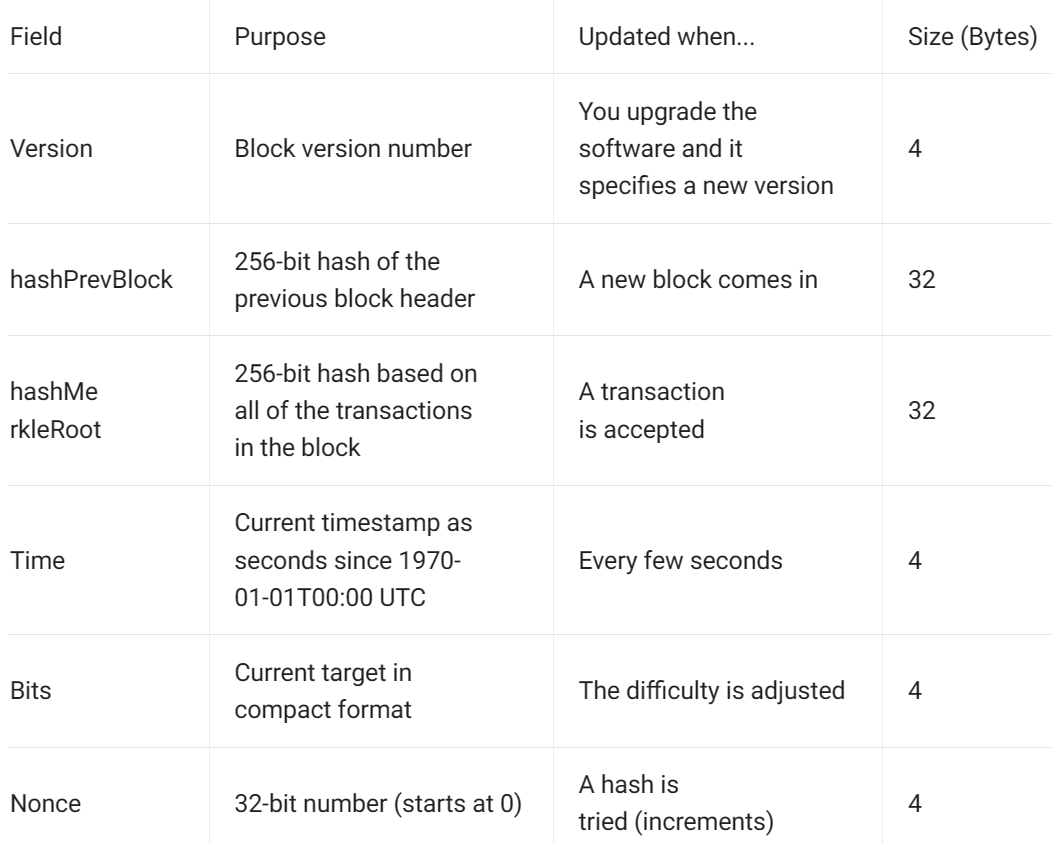 Field Purpose Updated when... Size (Bytes)
Version
Block version number
You upgrade the
software and it
specifies a new version
4
hashPrevBlock
256-bit hash of the
previous block header
A new block comes in
32
hashMe
rkleRoot
256-bit hash based on
all of the transactions
in the block
A transaction
is accepted
32
Time
Current timestamp as
seconds since 1970-
01-01T00:00 UTC
Every few seconds
4
Bits
Current target in
compact format
The difficulty is adjusted
4
Nonce
32-bit number (starts at 0)
A hash is
tried (increments)
4